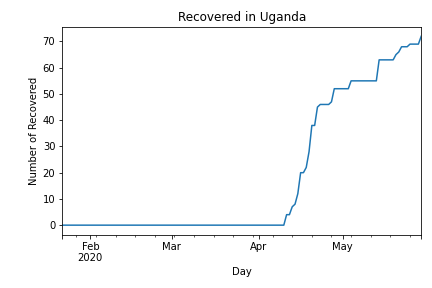 Recovered in Uganda
Number of Recovered
70
60
50
40
30
20
10
0
Feb
2020
Mar
Apr
May
Day